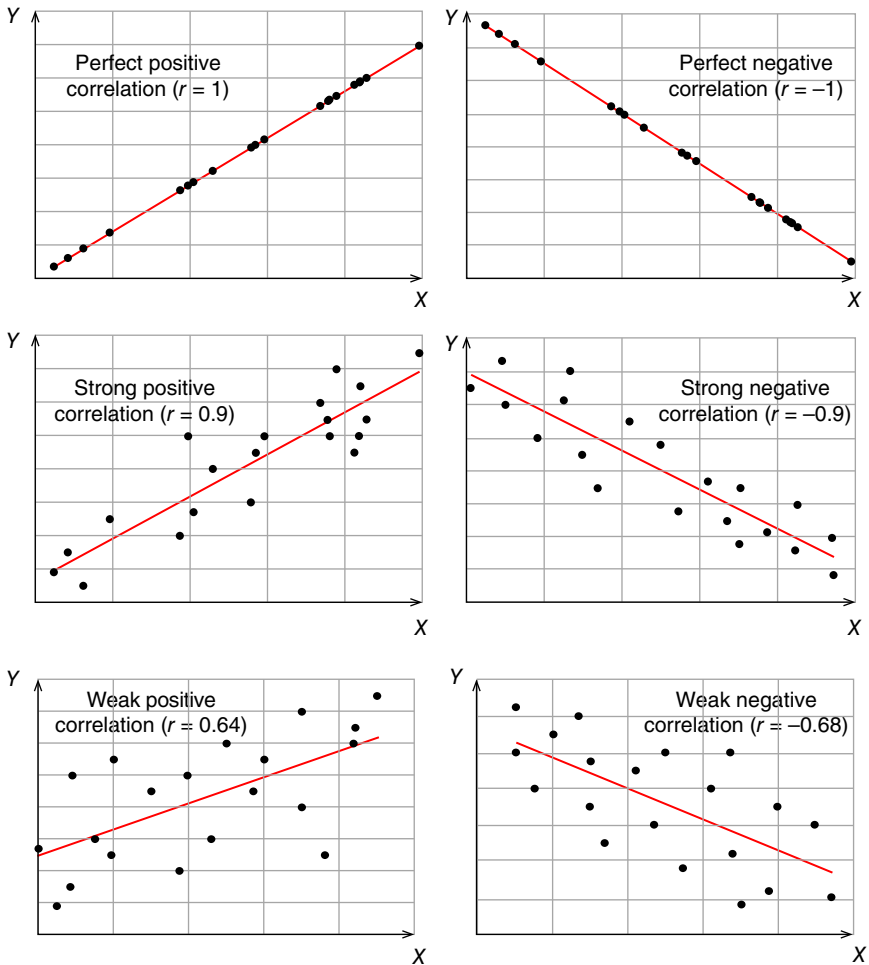 Y
Perfect positive
correlation (r = 1)
X
Y
Perfect negative
correlation (r = –1)
X
Y
Strong positive
correlation (r = 0.9)
X
Y
Strong negative
correlation (r = –0.9)
X
Y
Weak positive
correlation (r = 0.64)
X
Y
Weak negative
correlation (r = –0.68)
X